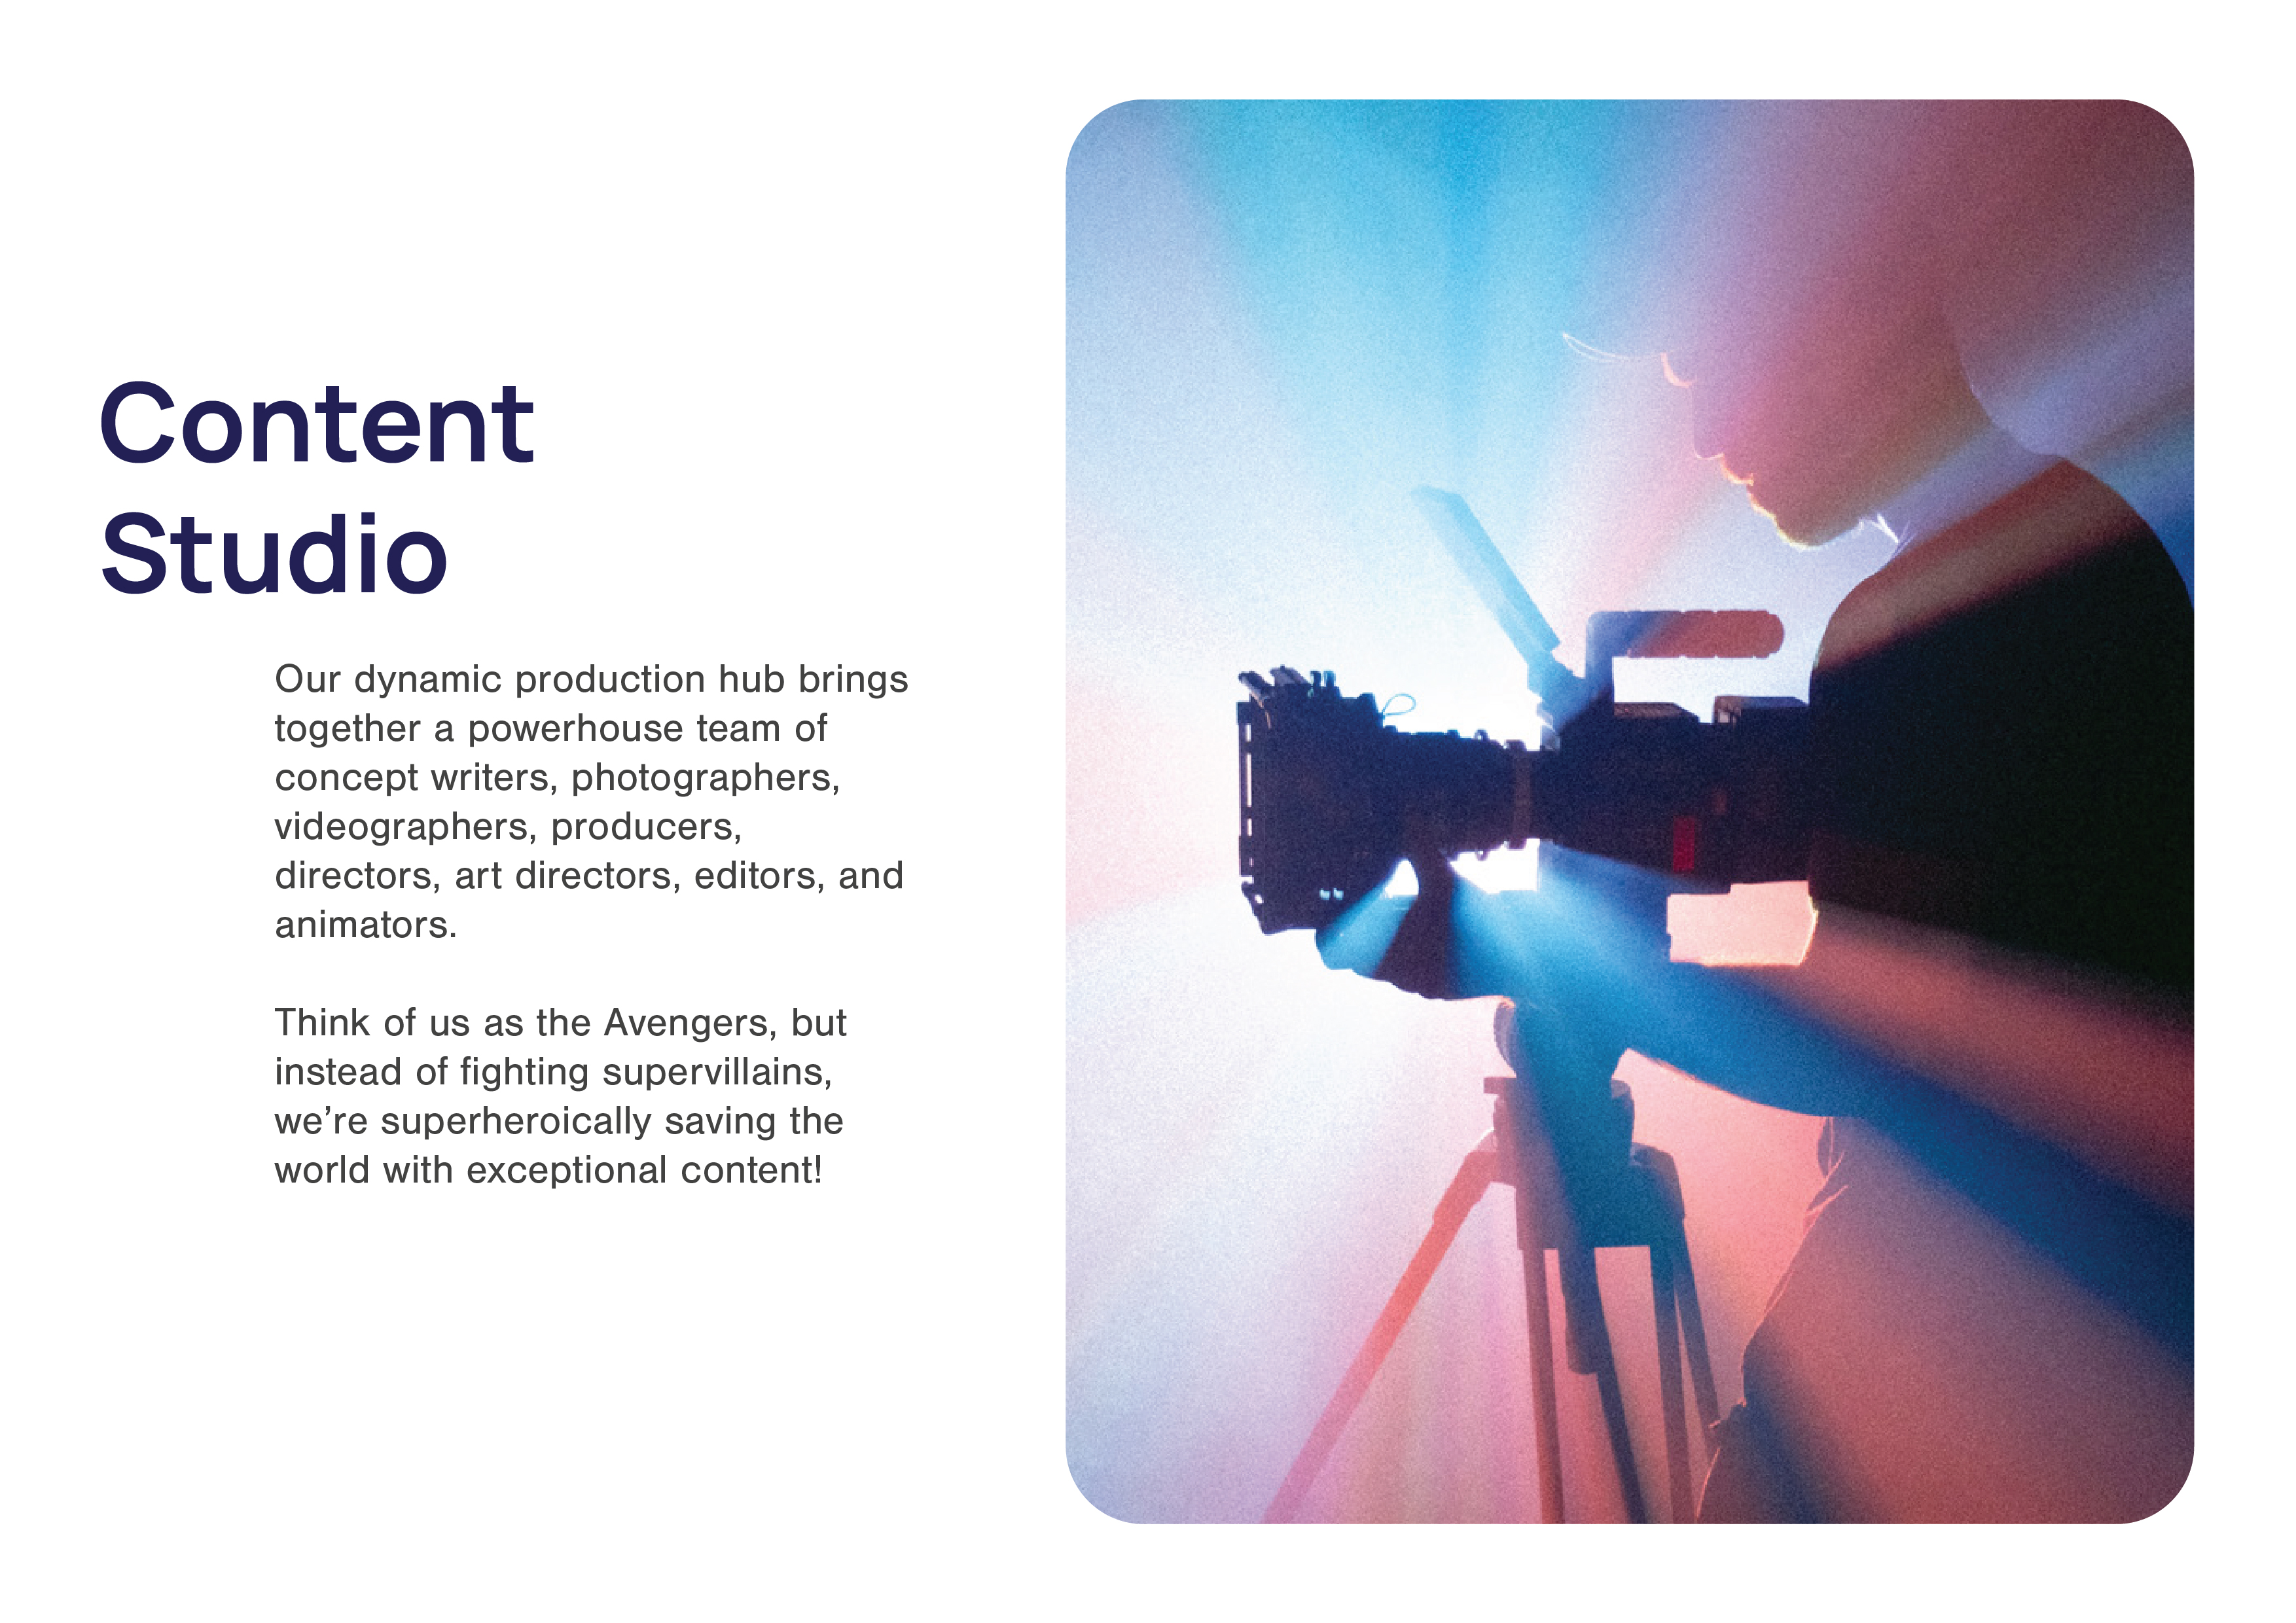 Content
Studio
Our dynamic production hub brings
together a powerhouse team of
concept writers, photographers,
videographers, producers,
directors, art directors, editors, and
animators.
Think of us as the Avengers, but
instead of fighting supervillains,
we’re superheroically saving the
world with exceptional content!